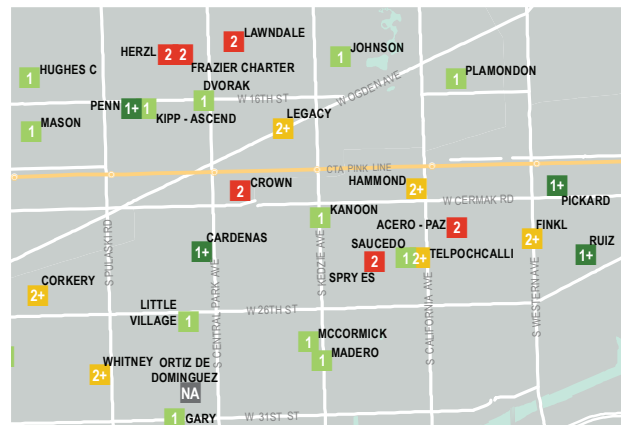 LAWNDALE
2
HERZL 2 2
FRAZIER CHARTER
JOHNSON
1
HUGHES C
1
PLAMONDON
1
DVORAK
1
W 16TH ST
W OGDEN AVE
PENN 1+ 1
KIPP - ASCEND
LEGACY
2+
MASON
1
CTA PINK LINE
CROWN
2
HAMMOND 2+
W CERMAK RD
1+
PICKARD
KANOON
1
ACERO - PAZ 2
FINKL
2+
RUIZ
1+
CARDENAS
1+
SAUCEDO
1 2+ TELPOCHCALLI
2
SPRY ES
S PULASKI RD
S CENTRAL PARK AVE
S KEDZIE AVE
S CALIFORNIA AVE
S WESTERN AVE
CORKERY
2+
LITTLE
VILLAGE 1
W 26TH ST
MCCORMICK
1
MADERO
1
WHITNEY
2+
ORTIZ DE
DOMINGUEZ
NA
1 GARY
W 31ST ST